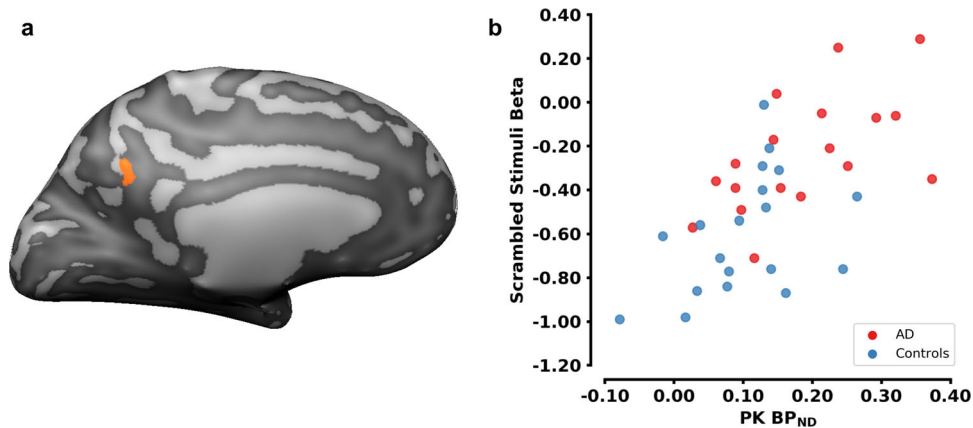 a
b
0.40
0.20
0.00
-0.20
-0.40
-0.60
-0.80
-1.00
-1.20
Scrambled Stimuli Beta
AD
Controls
-0.10 0.00 0.10 0.20 0.30 0.40
PK BP_ND